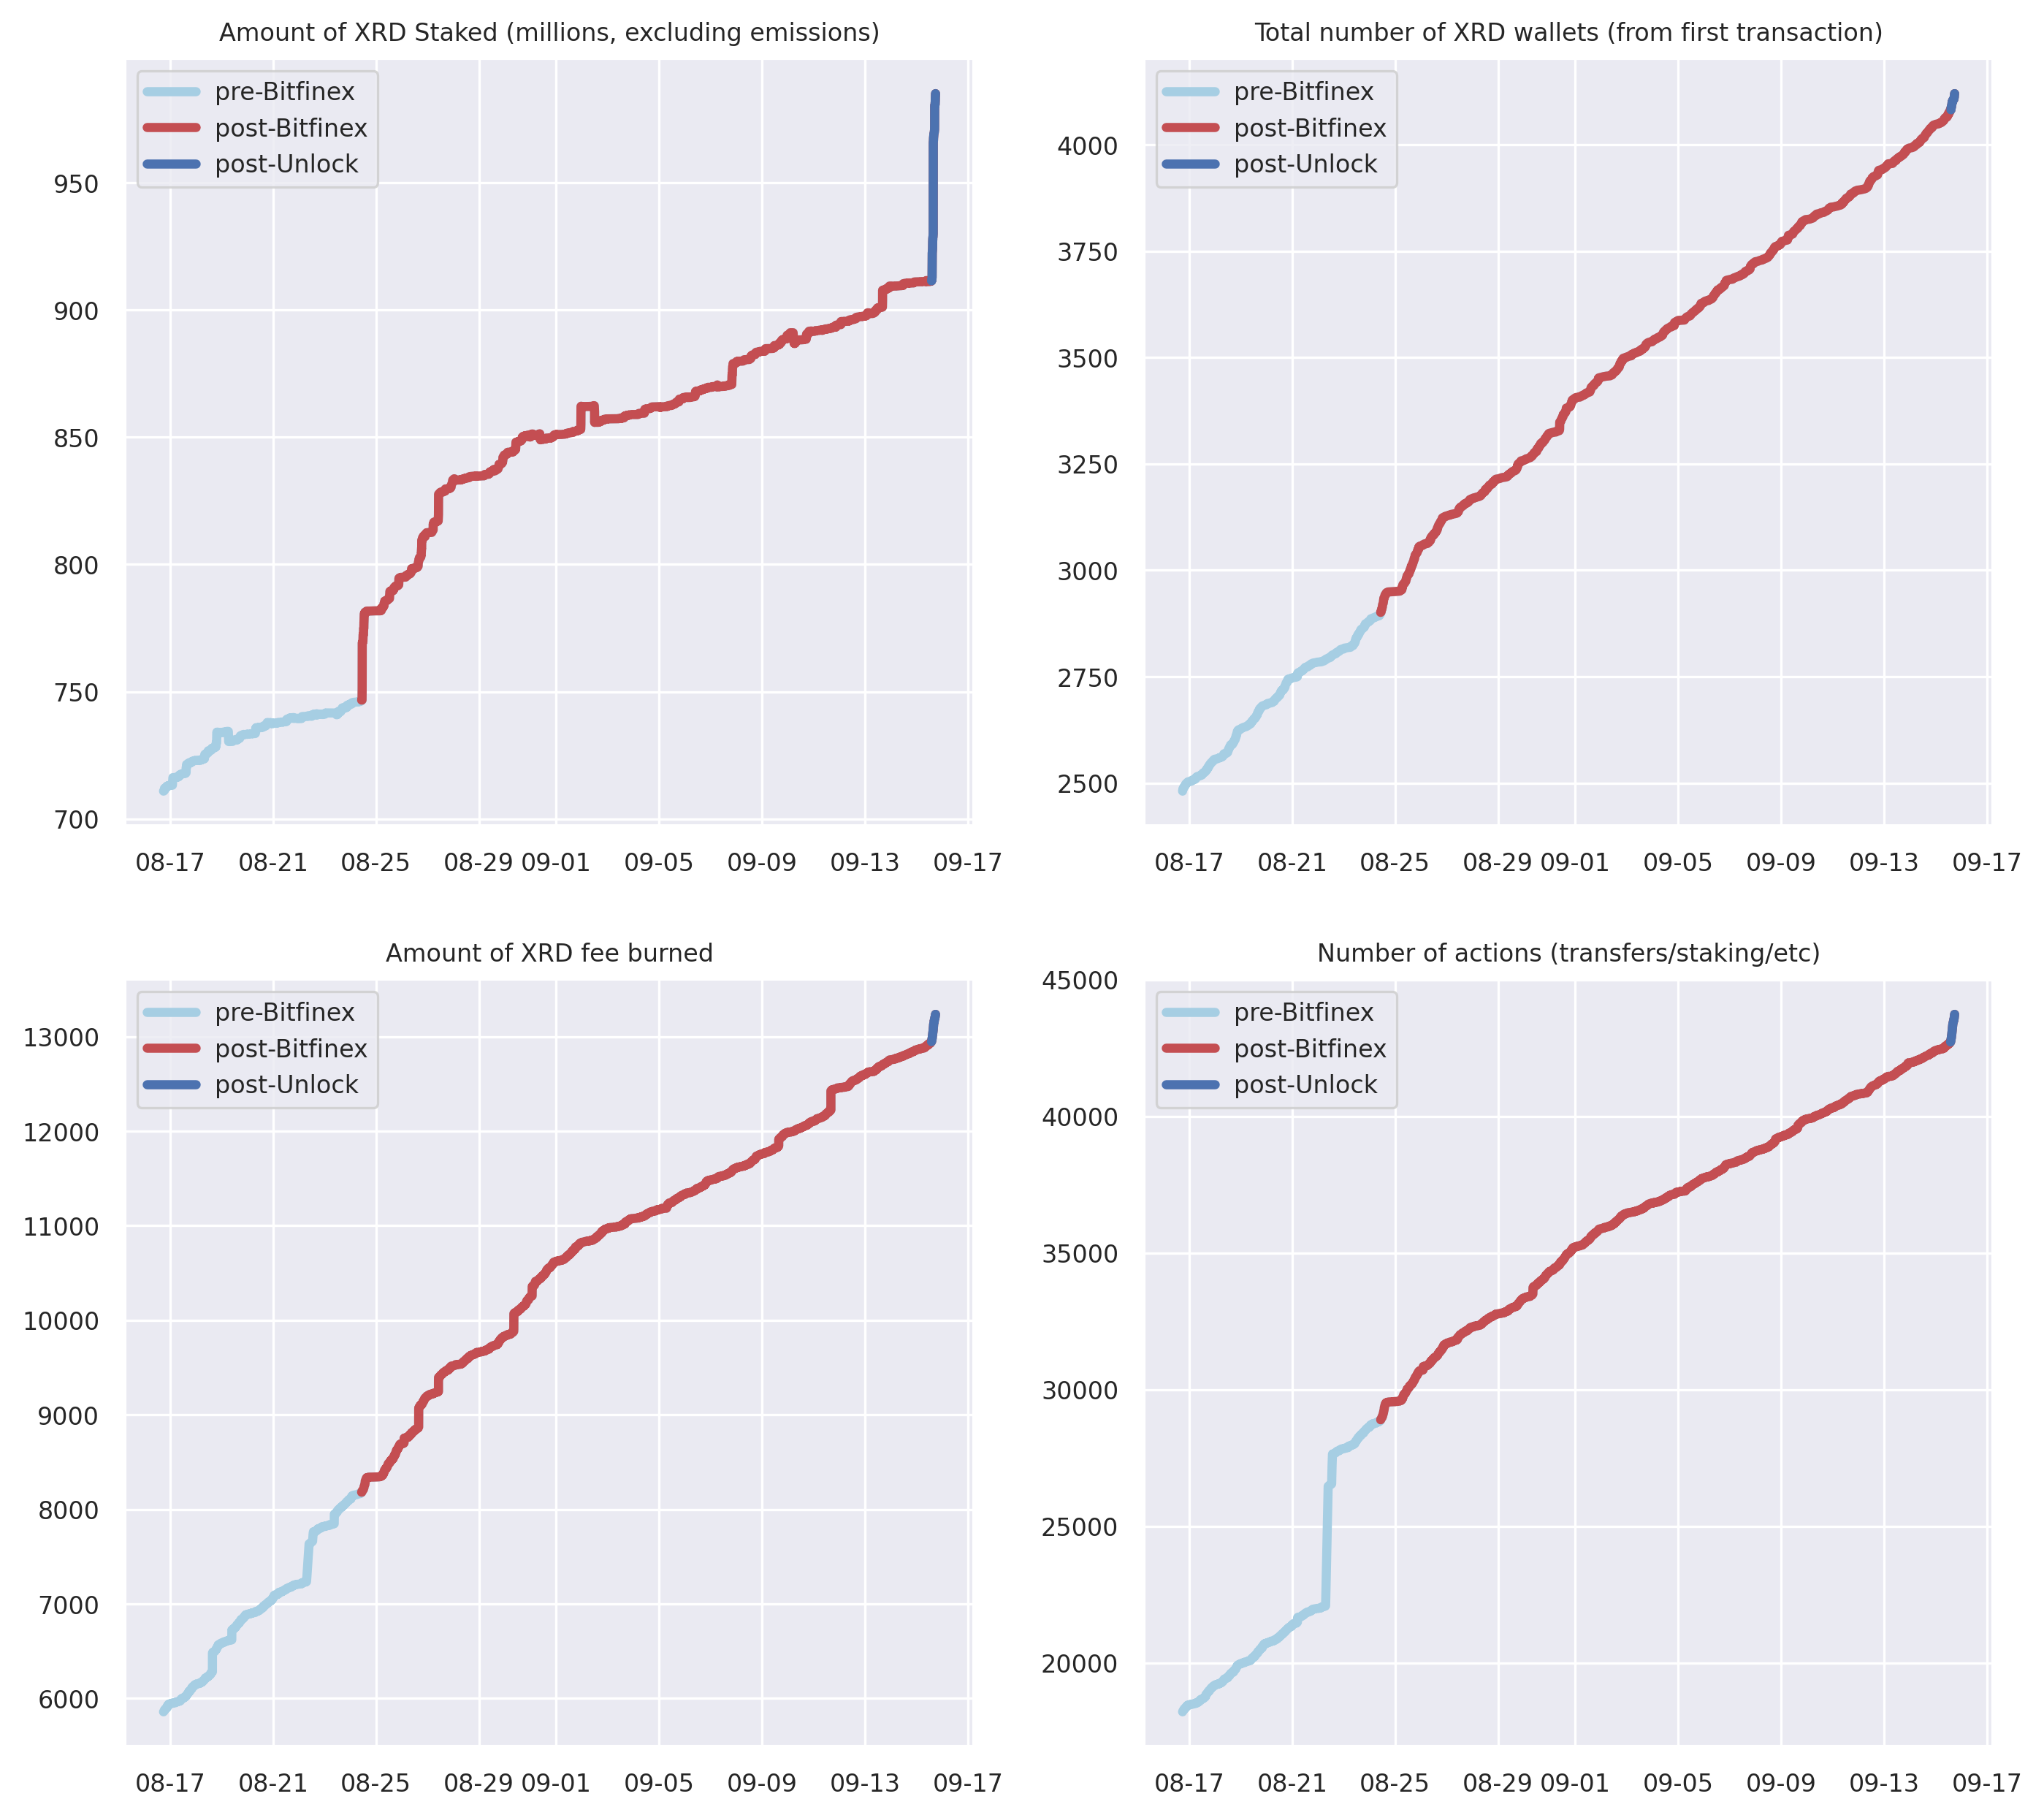 Amount of XRD Staked (millions, excluding emissions)
pre-Bitfinex
post-Bitfinex
post-Unlock
950
900
850
800
750
700
08-17 08-21 08-25 08-29 09-01 09-05 09-09 09-13 09-17
Total number of XRD wallets (from first transaction)
pre-Bitfinex
post-Bitfinex
post-Unlock
4000
3750
3500
3250
3000
2750
2500
08-17 08-21 08-25 08-29 09-01 09-05 09-09 09-13 09-17
Amount of XRD fee burned
pre-Bitfinex
post-Bitfinex
post-Unlock
13000
12000
11000
10000
9000
8000
7000
6000
08-17 08-21 08-25 08-29 09-01 09-05 09-09 09-13 09-17
Number of actions (transfers/staking/etc)
45000
pre-Bitfinex
post-Bitfinex
post-Unlock
40000
35000
30000
25000
20000
08-17 08-21 08-25 08-29 09-01 09-05 09-09 09-13 09-17